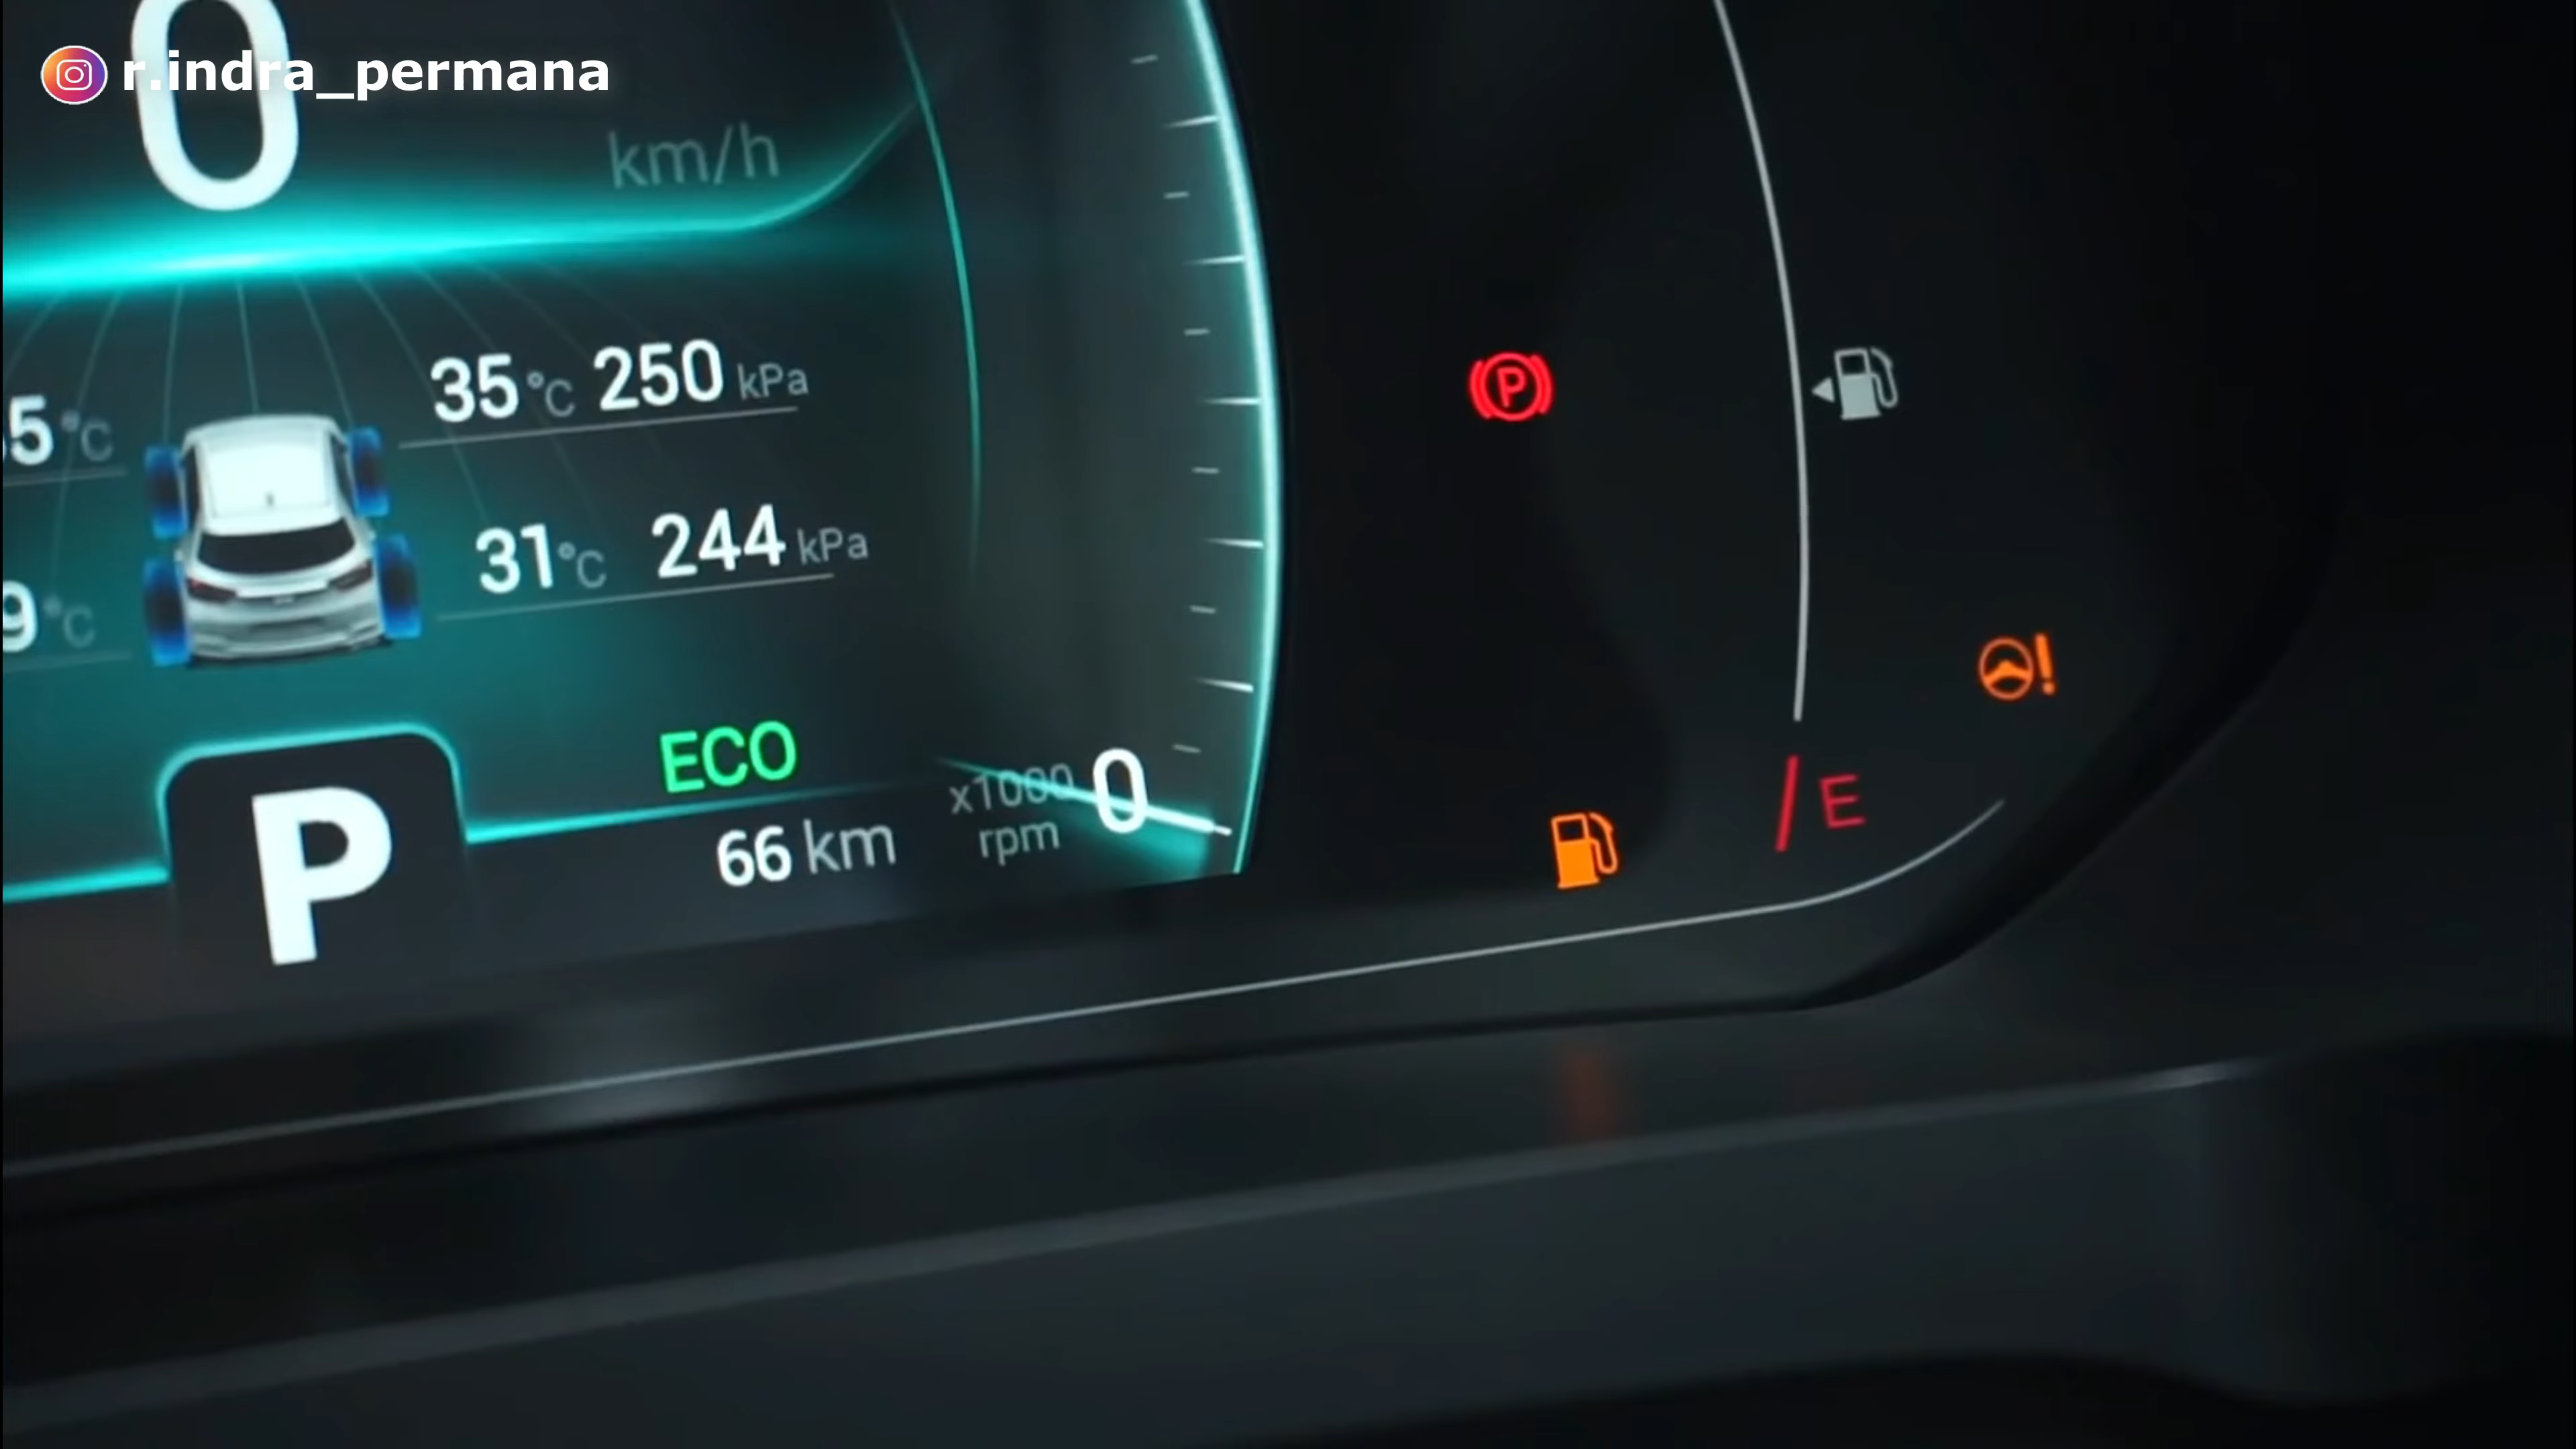 r.indra_permana
0
km/h
5°C
35°C 250 kPa
9°C
31°C 244 kPa
ECO
P
66 km
x1000
rpm
0
P
E